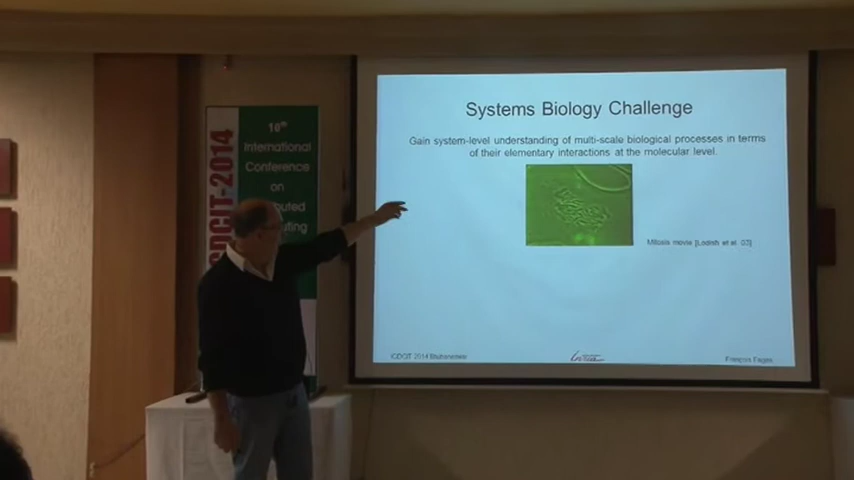 10th
International
Conference
on
ICDCIT-2014
Systems Biology Challenge
Gain system-level understanding of multi-scale biological processes in terms
of their elementary interactions at the molecular level.
Mitosis movie [Lodish et al. 03]
ICDCIT 2014 Bhubaneswar
François Fages